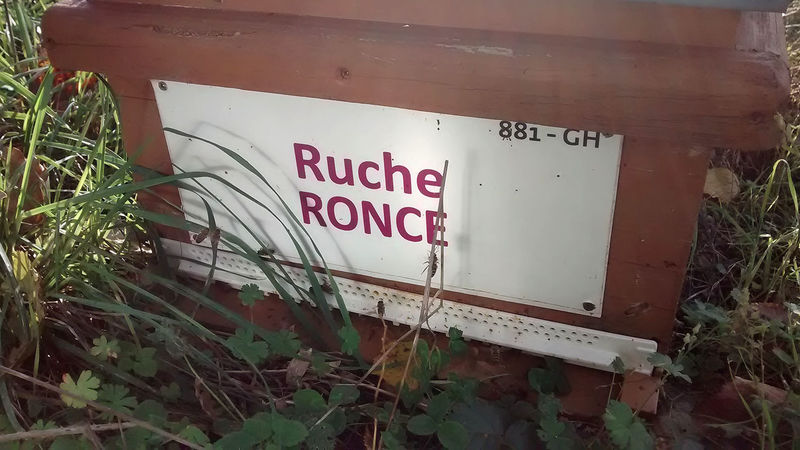 881 - GH
Ruche
RONCE